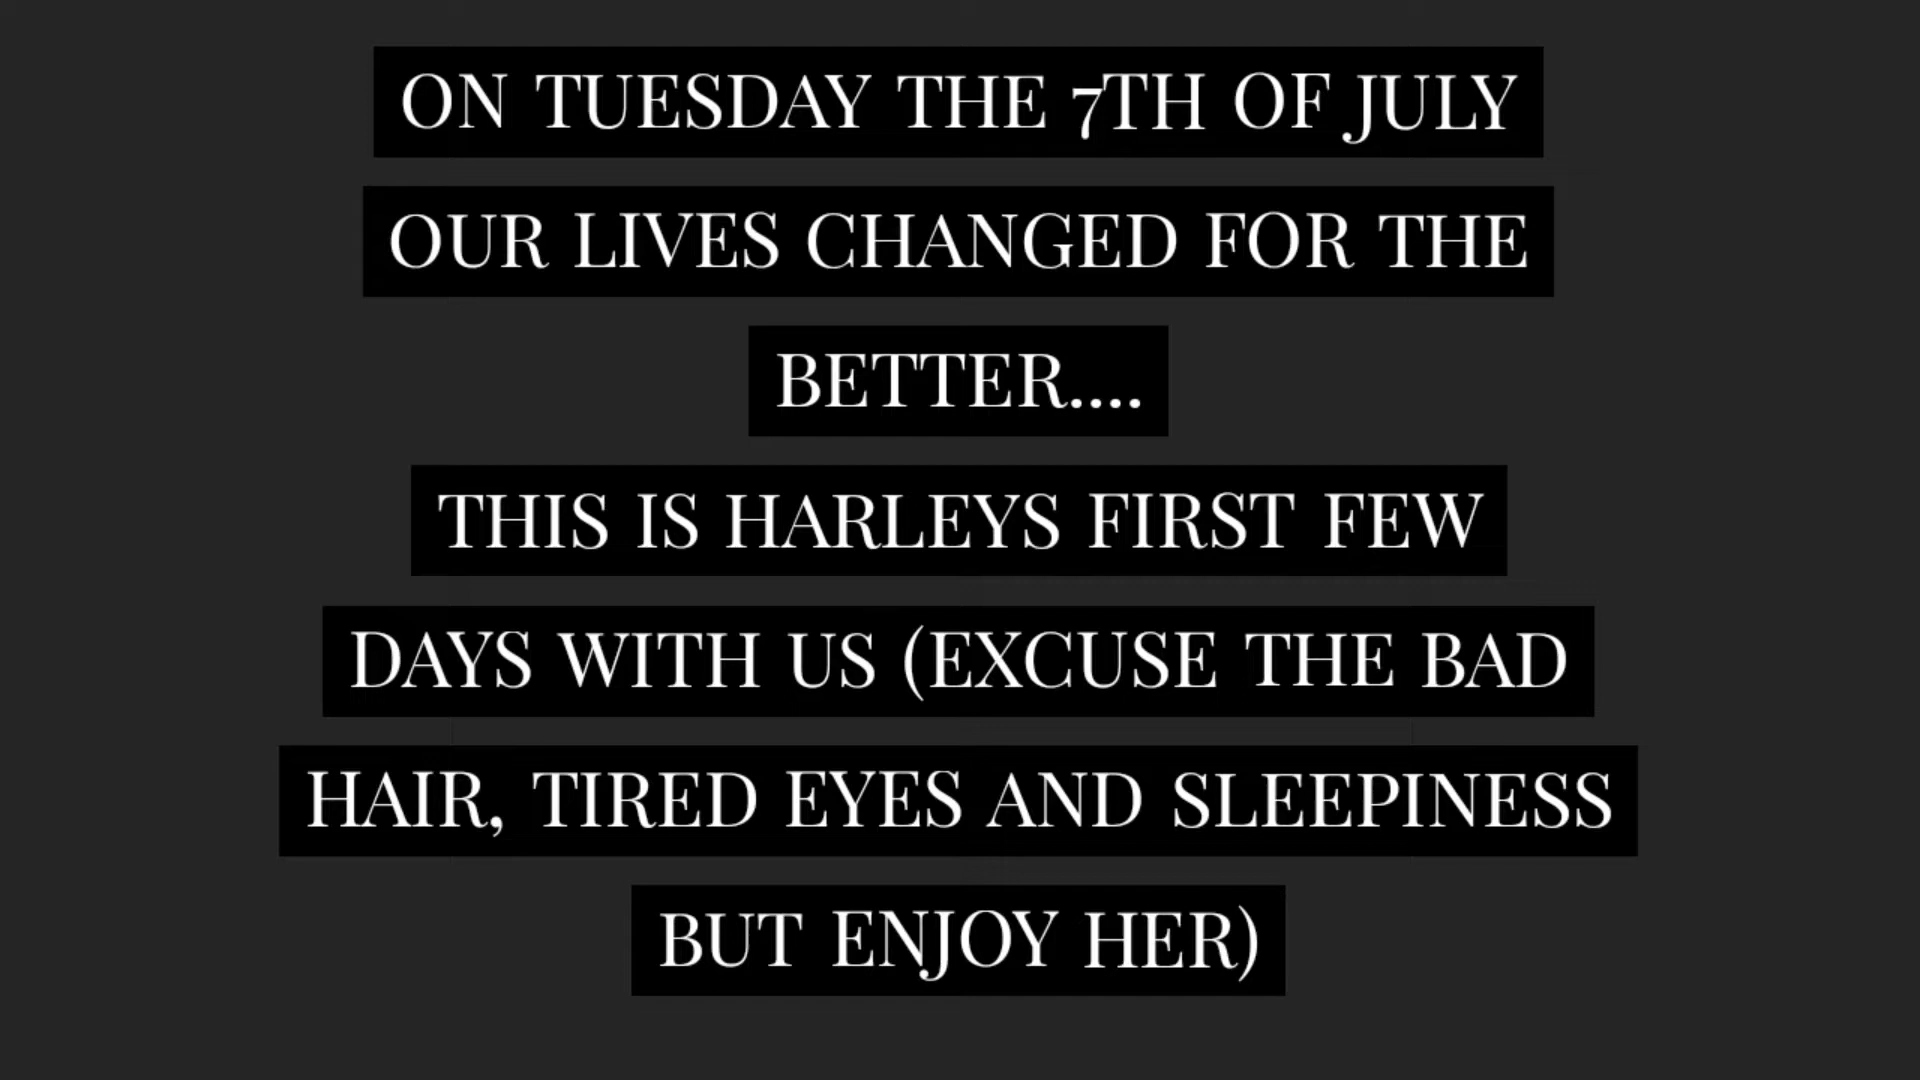 ON TUESDAY THE 7TH OF JULY
OUR LIVES CHANGED FOR THE
BETTER....
THIS IS HARLEYS FIRST FEW
DAYS WITH US (EXCUSE THE BAD
HAIR, TIRED EYES AND SLEEPINESS
BUT ENJOY HER)